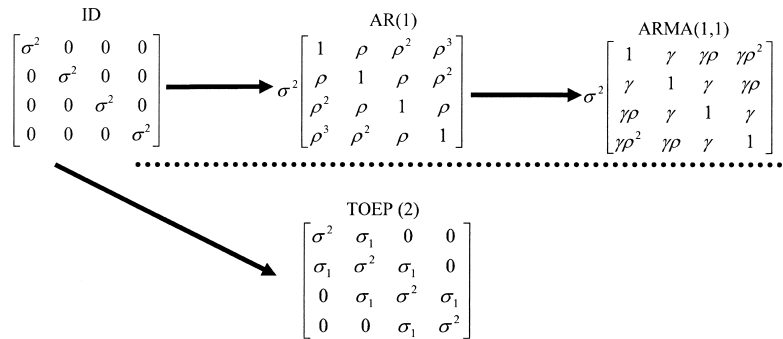 ID
σ² 0 0 0
0 σ² 0 0
0 0 σ² 0
0 0 0 σ²
AR(1)
σ²
1 ρ ρ² ρ³
ρ 1 ρ ρ²
ρ² ρ 1 ρ
ρ³ ρ² ρ 1
ARMA(1,1)
σ²
1 γ γρ γρ²
γ 1 γ γρ
γρ γ 1 γ
γρ² γρ γ 1
TOEP (2)
σ² σ₁ 0 0
σ₁ σ² σ₁ 0
0 σ₁ σ² σ₁
0 0 σ₁ σ²